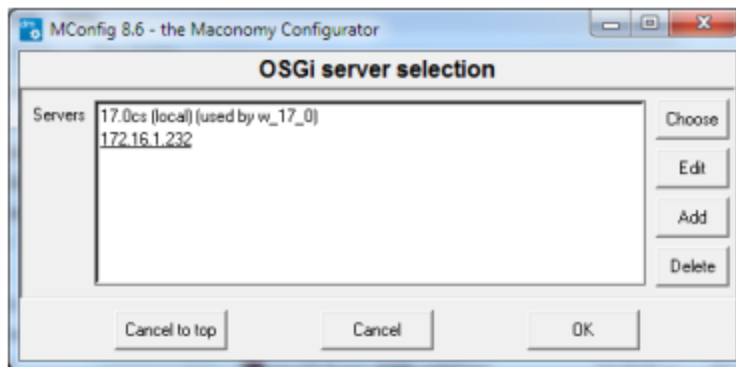 MConfig 8.6 - the Maconomy Configurator
OSGi server selection
Servers
17.0cs (local) (used by w_17_0)
172.16.1.232
Choose
Edit
Add
Delete
Cancel to top
Cancel
OK